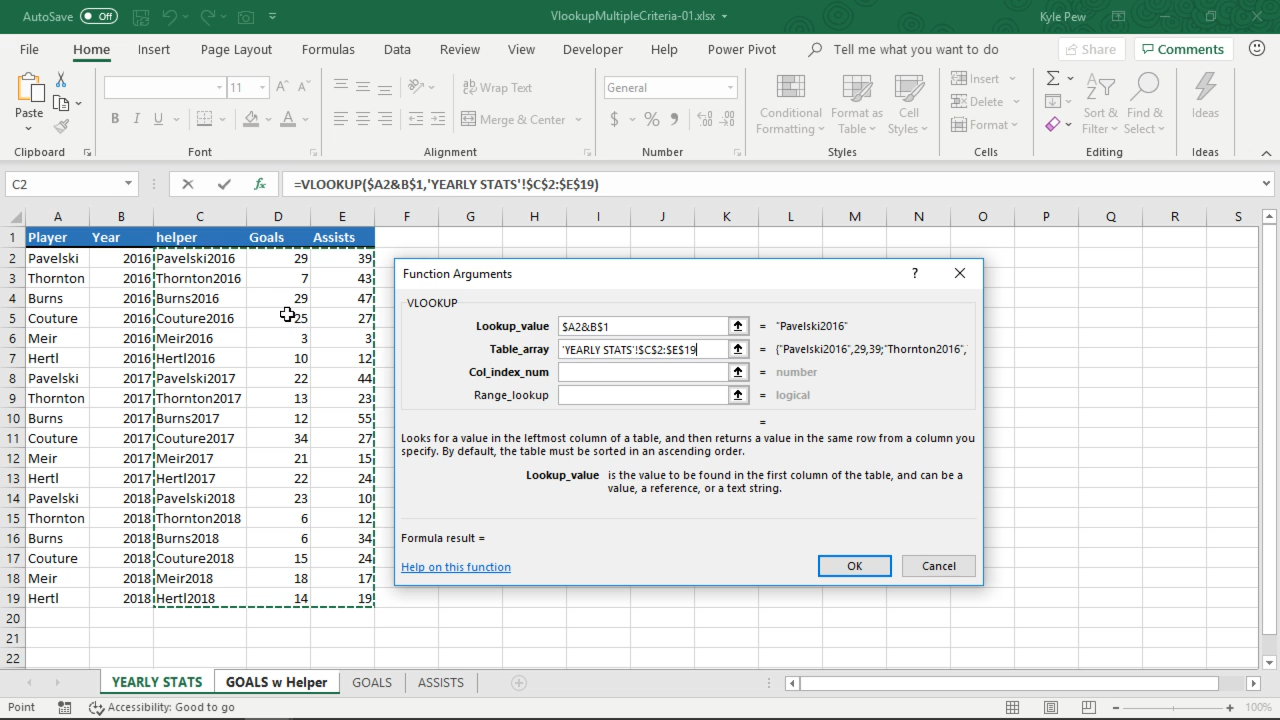 AutoSave Off VlookupMultipleCriteria-01.xlsx Kyle Pew
File Home Insert Page Layout Formulas Data Review View Developer Help Power Pivot Tell me what you want to do Share Comments
Paste
Clipboard
11
B I U
Font
Wrap Text
Merge & Center
Alignment
General
$ %
Number
Conditional Formatting
Format as Table
Cell Styles
Styles
Insert
Delete
Format
Cells
Sort & Filter
Find & Select
Editing
Ideas
Ideas
C2 =VLOOKUP($A2&B$1,'YEARLY STATS'!$C$2:$E$19)
A B C D E F G H I J K L M N O P Q R S
1 Player Year helper Goals Assists
2 Pavelski 2016 Pavelski2016 29 39
3 Thornton 2016 Thornton2016 7 43
4 Burns 2016 Burns2016 29 47
5 Couture 2016 Couture2016 25 27
6 Meir 2016 Meir2016 3 3
7 Hertl 2016 Hertl2016 10 12
8 Pavelski 2017 Pavelski2017 22 44
9 Thornton 2017 Thornton2017 13 23
10 Burns 2017 Burns2017 12 55
11 Couture 2017 Couture2017 34 27
12 Meir 2017 Meir2017 21 15
13 Hertl 2017 Hertl2017 22 24
14 Pavelski 2018 Pavelski2018 23 10
15 Thornton 2018 Thornton2018 6 12
16 Burns 2018 Burns2018 6 34
17 Couture 2018 Couture2018 15 24
18 Meir 2018 Meir2018 18 17
19 Hertl 2018 Hertl2018 14 19
20
21
22
Function Arguments ?
VLOOKUP
Lookup_value $A2&B$1 = "Pavelski2016"
Table_array 'YEARLY STATS'!$C$2:$E$19 = {"Pavelski2016",29,39;"Thornton2016",
Col_index_num = number
Range_lookup = logical
=
Looks for a value in the leftmost column of a table, and then returns a value in the same row from a column you
specify. By default, the table must be sorted in an ascending order.
Lookup_value is the value to be found in the first column of the table, and can be a
value, a reference, or a text string.
Formula result =
Help on this function OK Cancel
YEARLY STATS GOALS w Helper GOALS ASSISTS
Point Accessibility: Good to go 100%